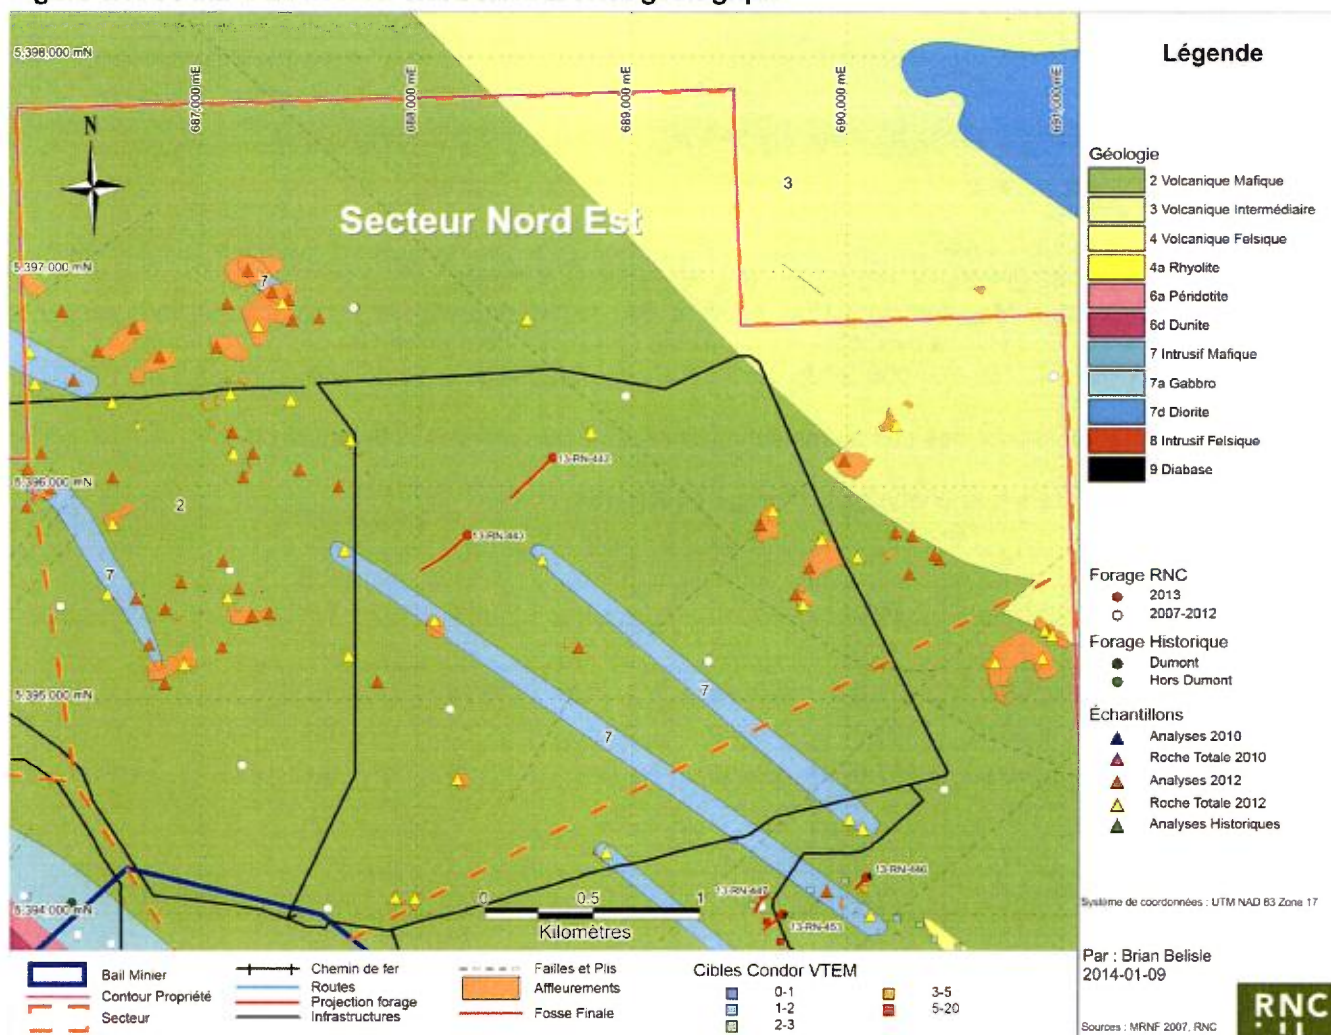 5,398,000 mN
687,000 mE
688,000 mE
689,000 mE
690,000 mE
691,000 mE
N
3
Secteur Nord Est
5,397,000 mN
7
13-RN-442
5,396,000 mN
2
13-RN-443
7
5,395,000 mN
7
7
13-RN-446
13-RN-447
5,394,000 mN
0 0.5 1
Kilomètres
13-RN-453
Légende
Géologie
2 Volcanique Mafique
3 Volcanique Intermédiaire
4 Volcanique Felsique
4a Rhyolite
6a Péridotite
6d Dunite
7 Intrusif Mafique
7a Gabbro
7d Diorite
8 Intrusif Felsique
9 Diabase
Forage RNC
2013
2007-2012
Forage Historique
Dumont
Hors Dumont
Échantillons
Analyses 2010
Roche Totale 2010
Analyses 2012
Roche Totale 2012
Analyses Historiques
Système de coordonnées : UTM NAD 83 Zone 17
Par : Brian Belisle
2014-01-09
Sources : MRNF 2007, RNC
RNC
Bail Minier
Contour Propriété
Secteur
Chemin de fer
Routes
Projection forage
Infrastructures
Failles et Plis
Affleurements
Fosse Finale
Cibles Condor VTEM
0-1
1-2
2-3
3-5
5-20